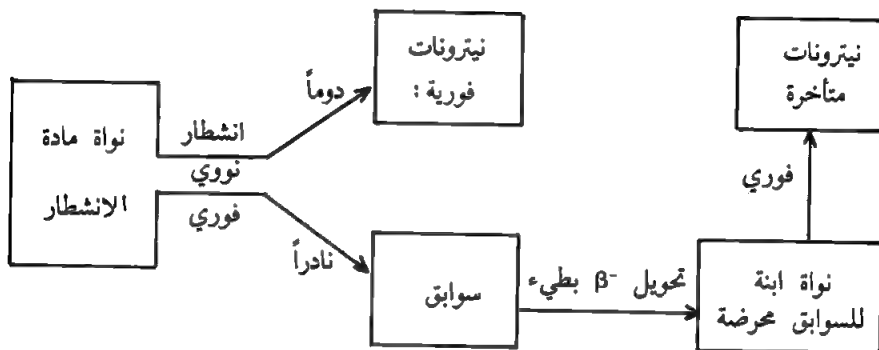 نواة مادة
الانشطار
انشطار
نووي
فوري
دوماً
نادراً
نيترونات
فورية :
سوابق
تحويل β⁻ بطيء
نواة ابنة
للسوابق محرضة
فوري
نيترونات
متأخرة